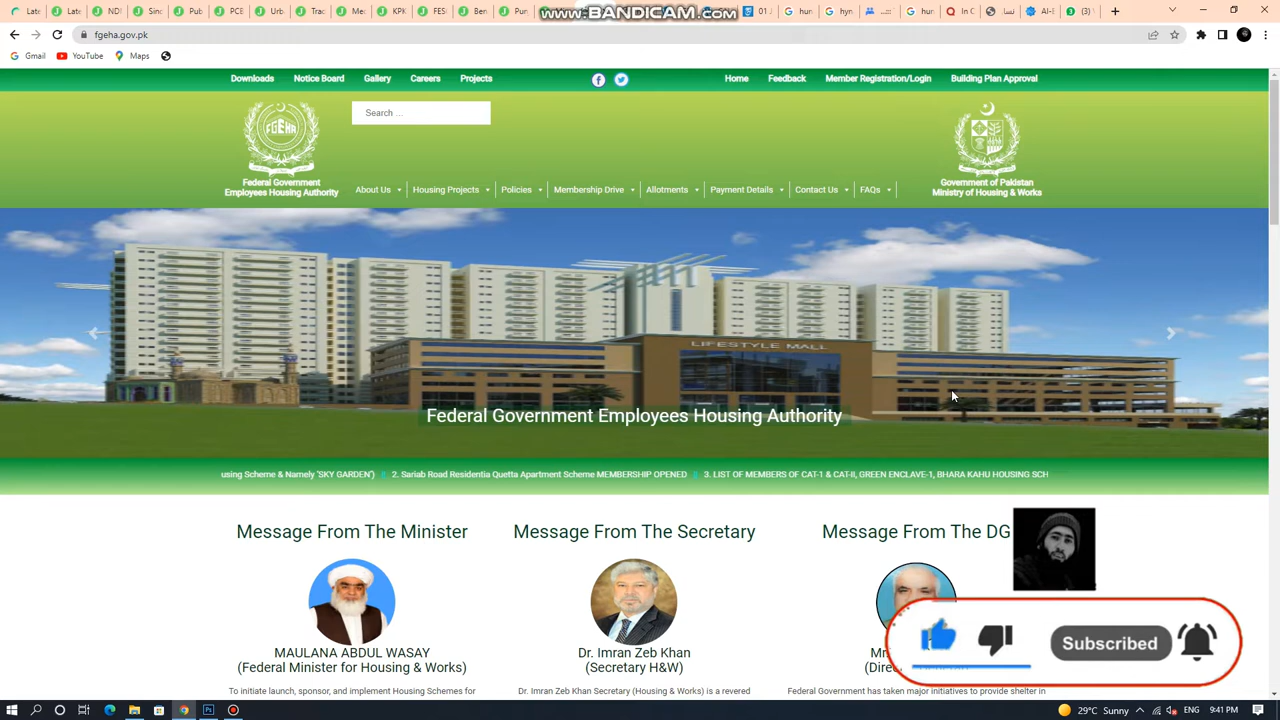 www.BANDICAM.com
fgeha.gov.pk
Gmail YouTube Maps
Downloads Notice Board Gallery Careers Projects Home Feedback Member Registration/Login Building Plan Approval
Search ...
FGEHA
Federal Government
Employees Housing Authority
Government of Pakistan
Ministry of Housing & Works
About Us Housing Projects Policies Membership Drive Allotments Payment Details Contact Us FAQs
LIFESTYLE MALL
Federal Government Employees Housing Authority
using Scheme & Namely 'SKY GARDEN') || 2. Sariab Road Residentia Quetta Apartment Scheme MEMBERSHIP OPENED || 3. LIST OF MEMBERS OF CAT-1 & CAT-II, GREEN ENCLAVE-1, BHARA KAHU HOUSING SCH
Message From The Minister
Message From The Secretary
Message From The DG
MAULANA ABDUL WASAY
(Federal Minister for Housing & Works)
Dr. Imran Zeb Khan
(Secretary H&W)
Subscribed
To initiate launch, sponsor, and implement Housing Schemes for
Dr. Imran Zeb Khan Secretary (Housing & Works) is a revered
Federal Government has taken major initiatives to provide shelter in
29°C Sunny 9:41 PM